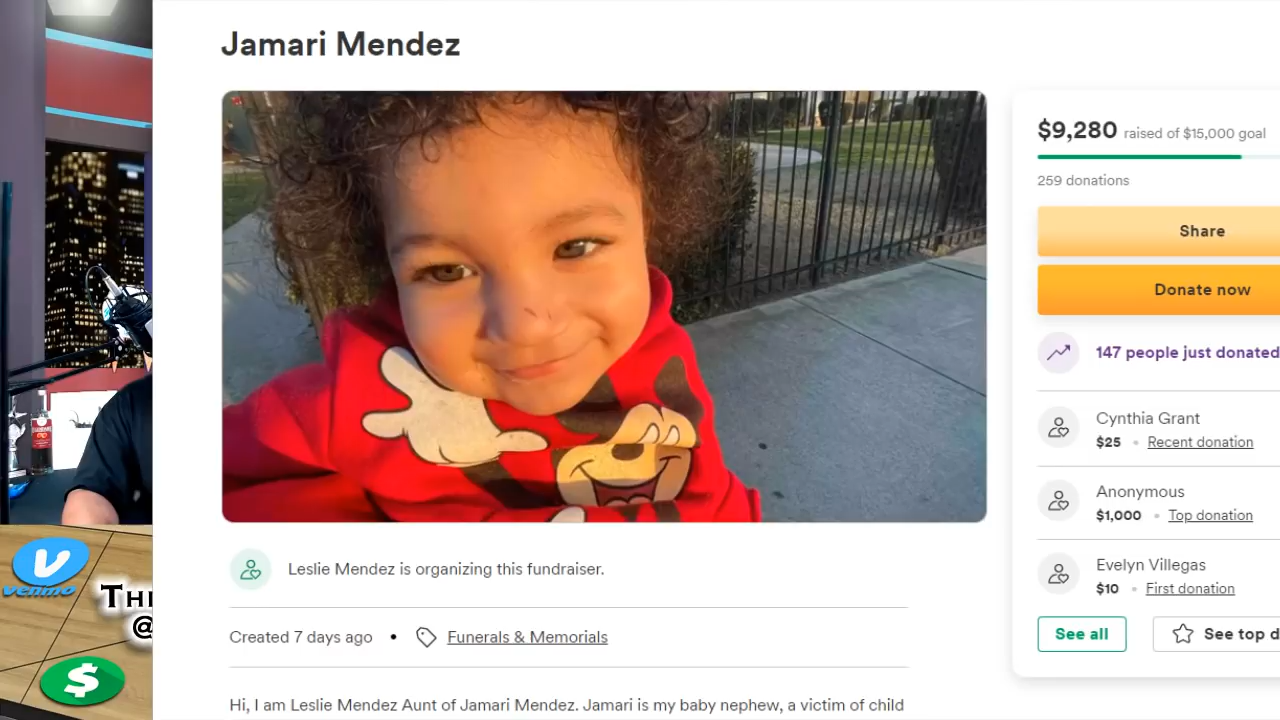 Jamari Mendez
$9,280 raised of $15,000 goal
259 donations
Share
Donate now
147 people just donated
Cynthia Grant
$25 • Recent donation
Anonymous
$1,000 • Top donation
Evelyn Villegas
$10 • First donation
See all
See top d
Leslie Mendez is organizing this fundraiser.
Created 7 days ago • Funerals & Memorials
Hi, I am Leslie Mendez Aunt of Jamari Mendez. Jamari is my baby nephew, a victim of child
venmo
THI
@
$